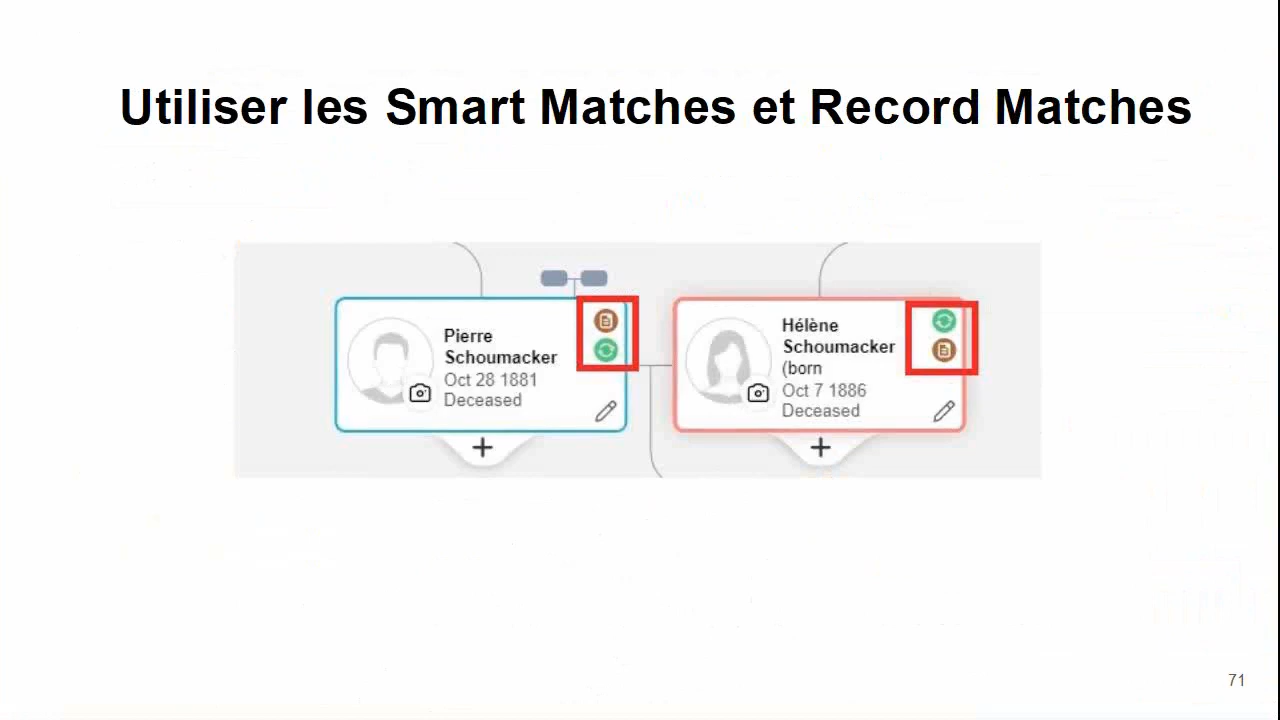 Utiliser les Smart Matches et Record Matches
Pierre
Schoumacker
Oct 28 1881
Deceased
Hélène
Schoumacker
(born
Oct 7 1886
Deceased
71